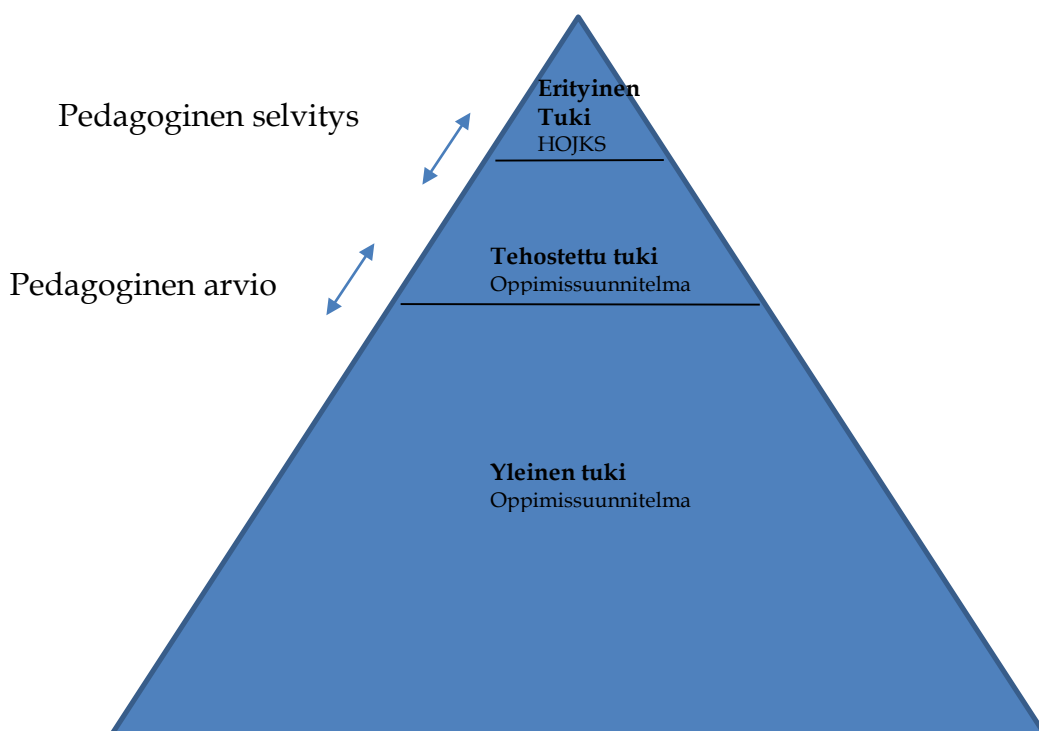 Erityinen
Tuki
HOJKS
Pedagoginen selvitys
Tehostettu tuki
Oppimissuunnitelma
Pedagoginen arvio
Yleinen tuki
Oppimissuunnitelma